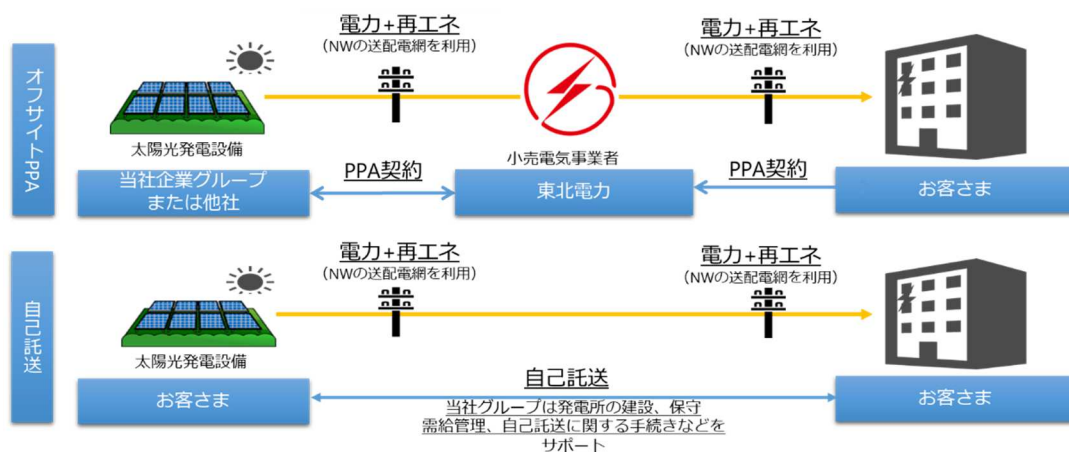 オフサイトPPA
電力+再エネ
(NWの送配電網を利用)
電力+再エネ
(NWの送配電網を利用)
太陽光発電設備
小売電気事業者
当社企業グループ
または他社
PPA契約
東北電力
PPA契約
お客さま
自己託送
電力+再エネ
(NWの送配電網を利用)
電力+再エネ
(NWの送配電網を利用)
太陽光発電設備
お客さま
自己託送
当社グループは発電所の建設、保守
需給管理、自己託送に関する手続きなどを
サポート
お客さま